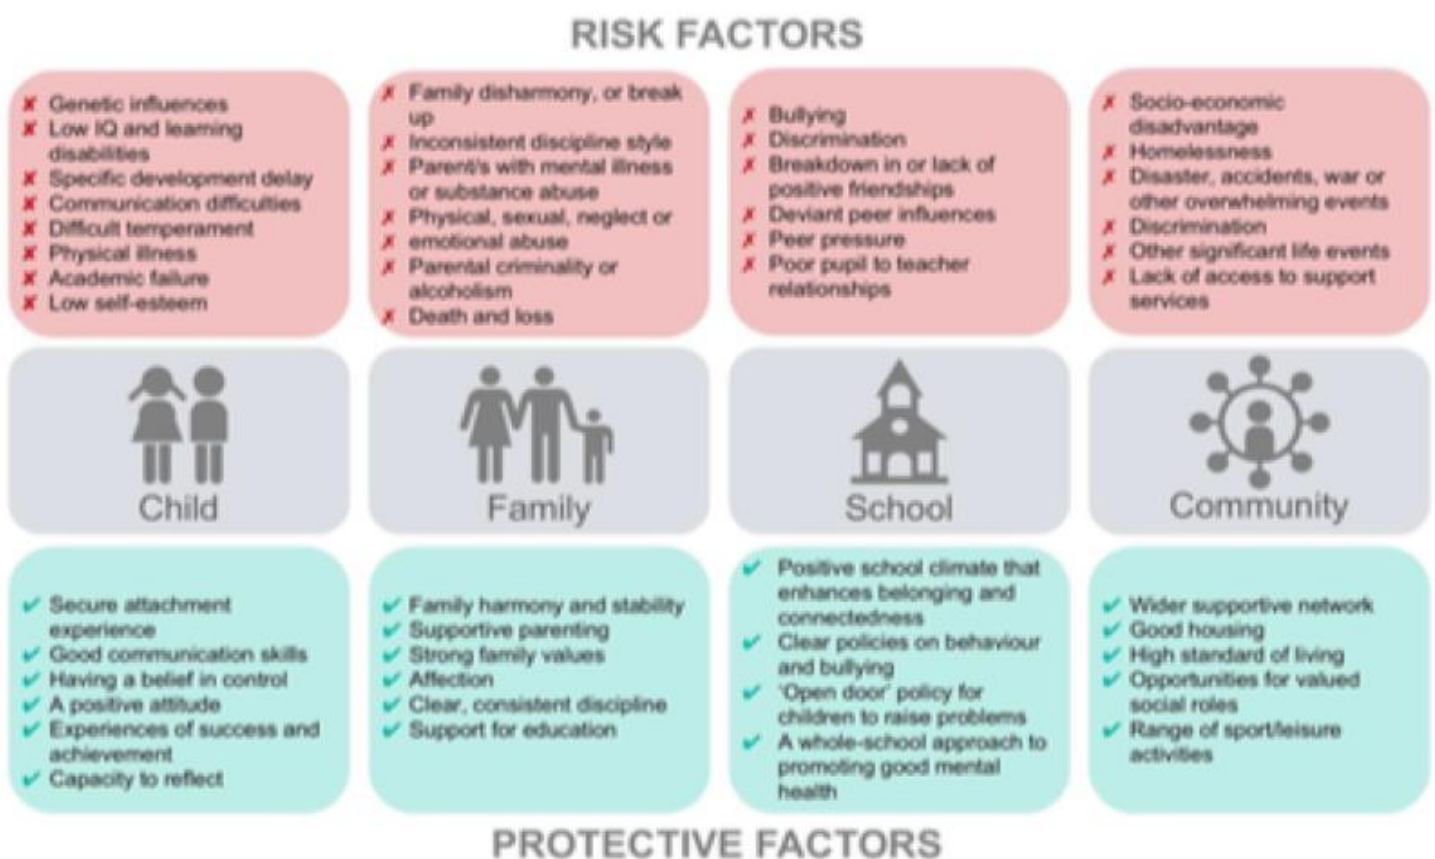 RISK FACTORS
✘ Genetic influences
✘ Low IQ and learning
disabilities
✘ Specific development delay
✘ Communication difficulties
✘ Difficult temperament
✘ Physical illness
✘ Academic failure
✘ Low self-esteem
✗ Family disharmony, or break
up
✗ Inconsistent discipline style
✗ Parent/s with mental illness
or substance abuse
✗ Physical, sexual, neglect or
✗ emotional abuse
✗ Parental criminality or
alcoholism
✗ Death and loss
✗ Bullying
✗ Discrimination
✗ Breakdown in or lack of
positive friendships
✗ Deviant peer influences
✗ Peer pressure
✗ Poor pupil to teacher
relationships
✗ Socio-economic
disadvantage
✗ Homelessness
✗ Disaster, accidents, war or
other overwhelming events
✗ Discrimination
✗ Other significant life events
✗ Lack of access to support
services
Child
Family
School
Community
✔ Secure attachment
experience
✔ Good communication skills
✔ Having a belief in control
✔ A positive attitude
✔ Experiences of success and
achievement
✔ Capacity to reflect
✔ Family harmony and stability
✔ Supportive parenting
✔ Strong family values
✔ Affection
✔ Clear, consistent discipline
✔ Support for education
✔ Positive school climate that
enhances belonging and
connectedness
✔ Clear policies on behaviour
and bullying
✔ 'Open door' policy for
children to raise problems
✔ A whole-school approach to
promoting good mental
health
✔ Wider supportive network
✔ Good housing
✔ High standard of living
✔ Opportunities for valued
social roles
✔ Range of sport/leisure
activities
PROTECTIVE FACTORS